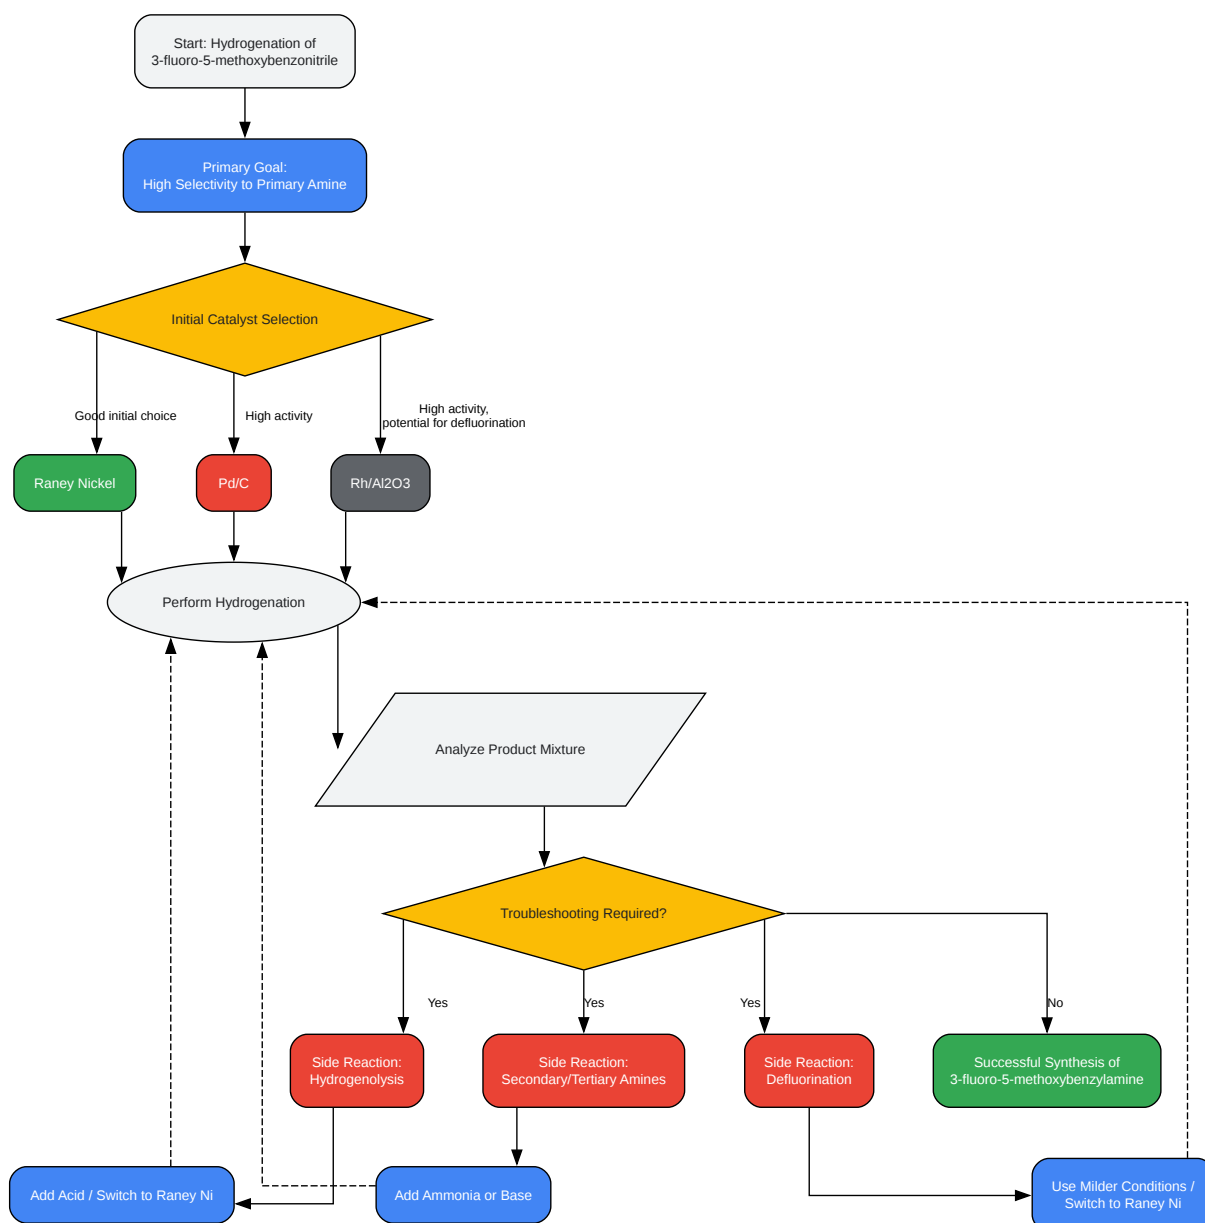 Start: Hydrogenation of
3-fluoro-5-methoxybenzonitrile
Primary Goal:
High Selectivity to Primary Amine
Initial Catalyst Selection
Good initial choice
High activity
High activity,
potential for defluorination
Raney Nickel
Pd/C
Rh/Al2O3
Perform Hydrogenation
Analyze Product Mixture
Troubleshooting Required?
Yes
Yes
Yes
No
Side Reaction:
Hydrogenolysis
Side Reaction:
Secondary/Tertiary Amines
Side Reaction:
Defluorination
Successful Synthesis of
3-fluoro-5-methoxybenzylamine
Add Acid / Switch to Raney Ni
Add Ammonia or Base
Use Milder Conditions /
Switch to Raney Ni